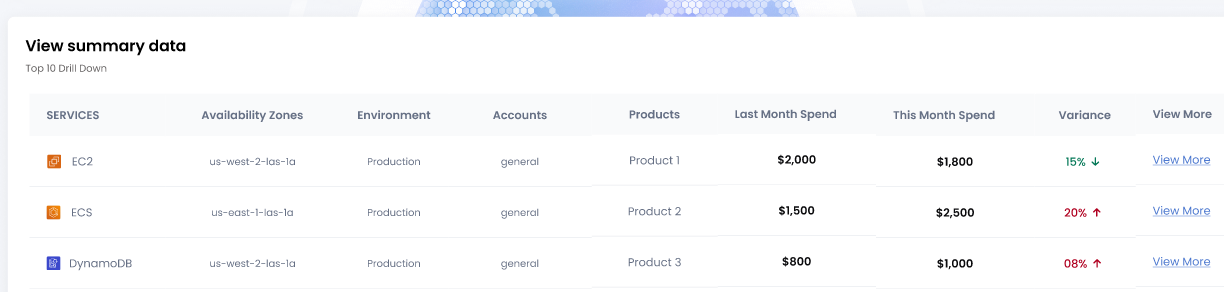 View summary data
Top 10 Drill Down
SERVICES Availability Zones Environment Accounts Products Last Month Spend This Month Spend Variance View More
EC2 us-west-2-las-1a Production general Product 1 $2,000 $1,800 15% ↓ View More
ECS us-east-1-las-1a Production general Product 2 $1,500 $2,500 20% ↑ View More
DynamoDB us-west-2-las-1a Production general Product 3 $800 $1,000 08% ↑ View More